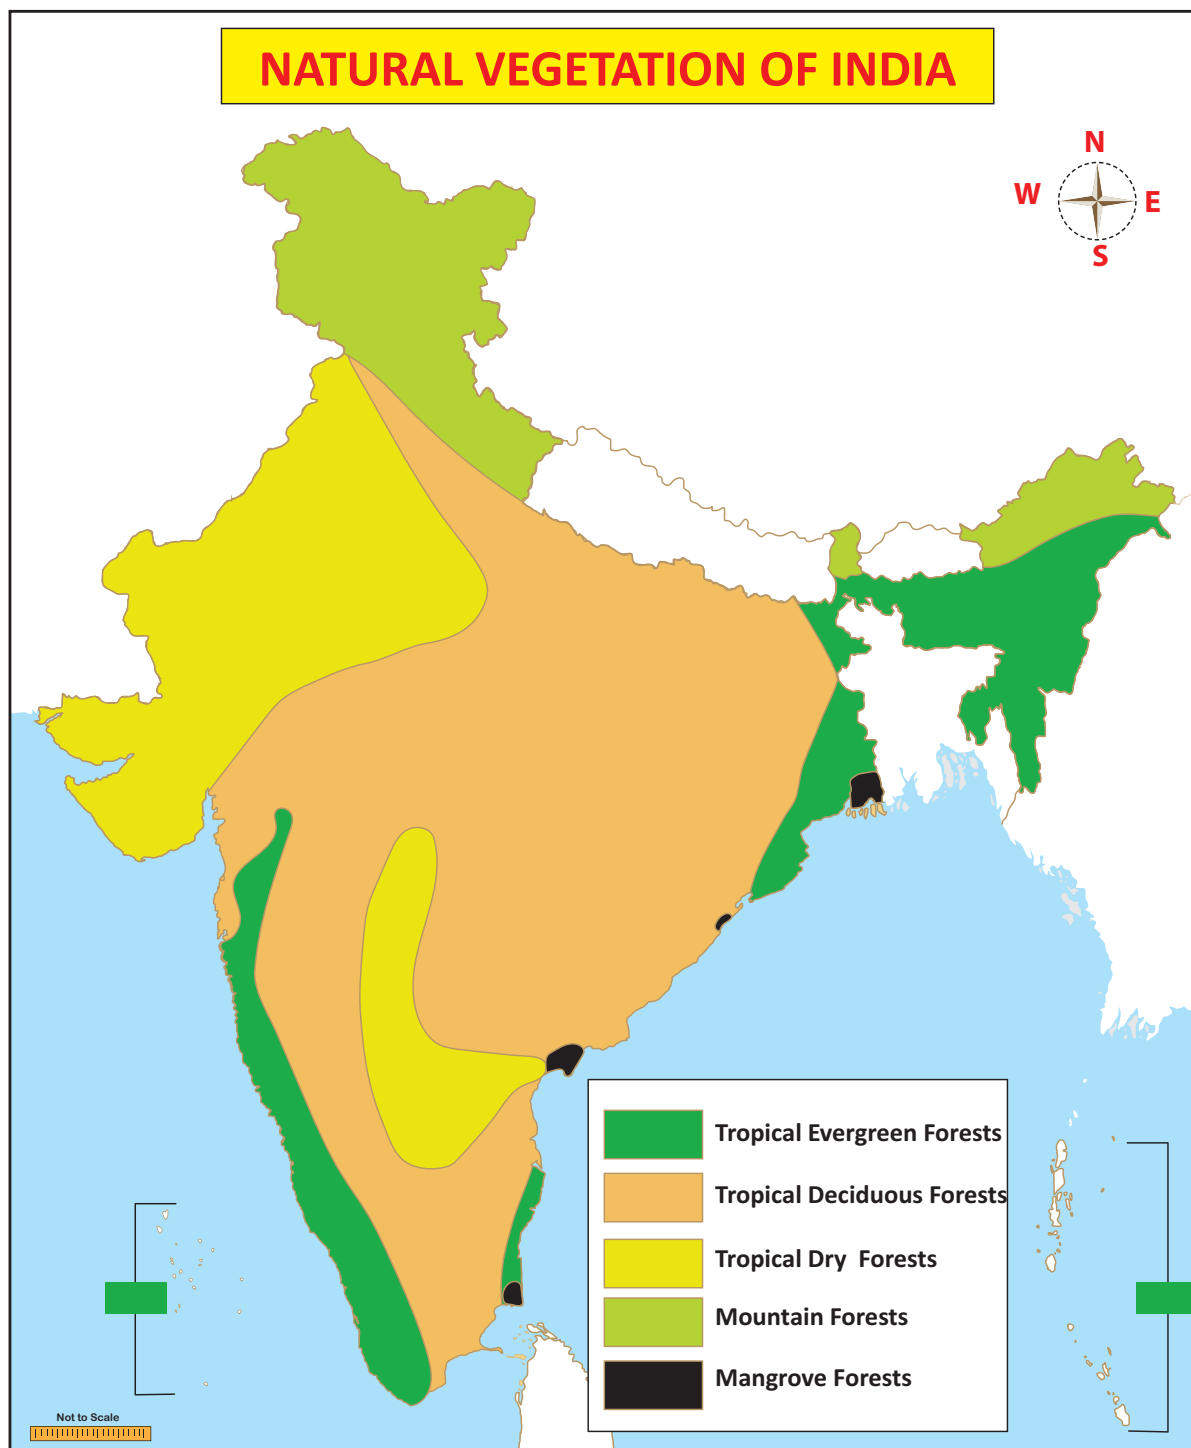 NATURAL VEGETATION OF INDIA
N
W
E
S
Tropical Evergreen Forests
Tropical Deciduous Forests
Tropical Dry Forests
Mountain Forests
Mangrove Forests
Not to Scale